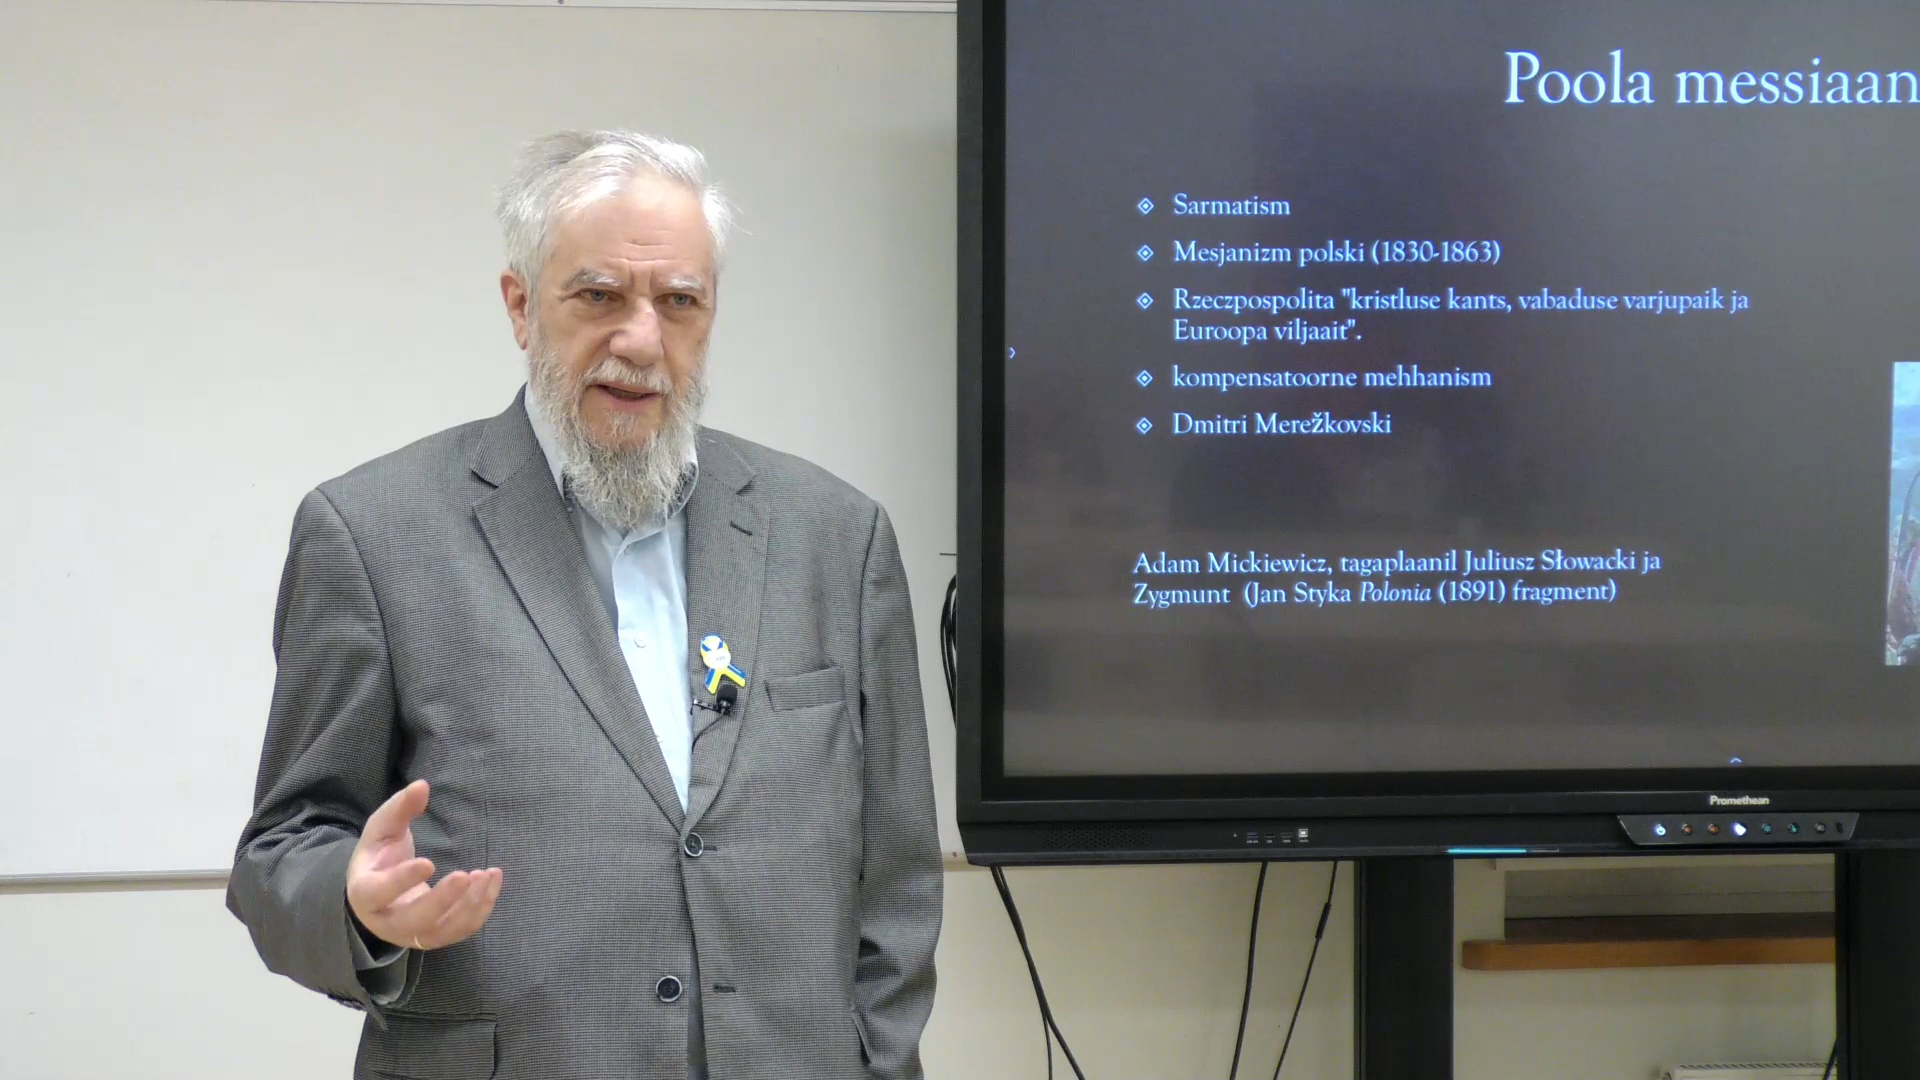 Poola messiaan
Sarmatism
Mesjanizm polski (1830-1863)
Rzeczpospolita "kristluse kants, vabaduse varjupaik ja
Euroopa viljaait".
kompensatoorne mehhanism
Dmitri Merežkovski
Adam Mickiewicz, tagaplaanil Juliusz Słowacki ja
Zygmunt (Jan Styka Polonia (1891) fragment)
Promethean